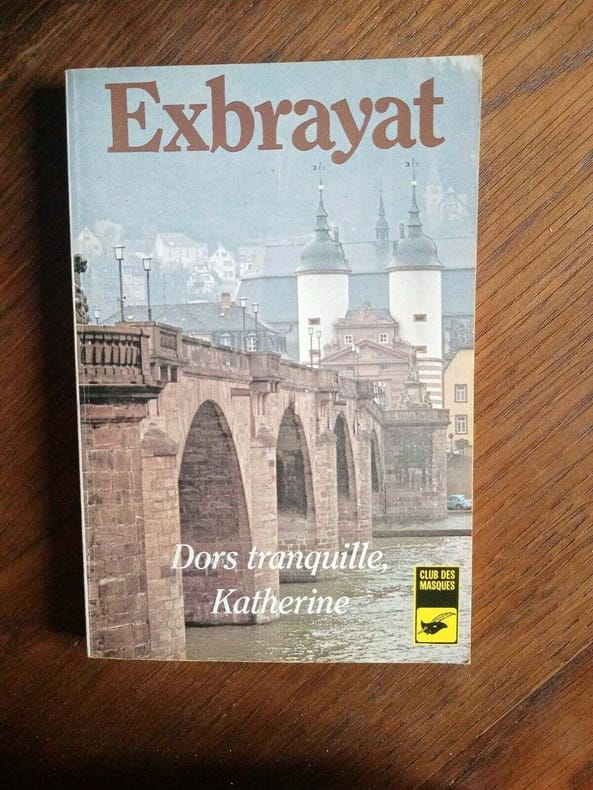 Exbrayat
Dors tranquille,
Katherine
CLUB DES
MASQUES